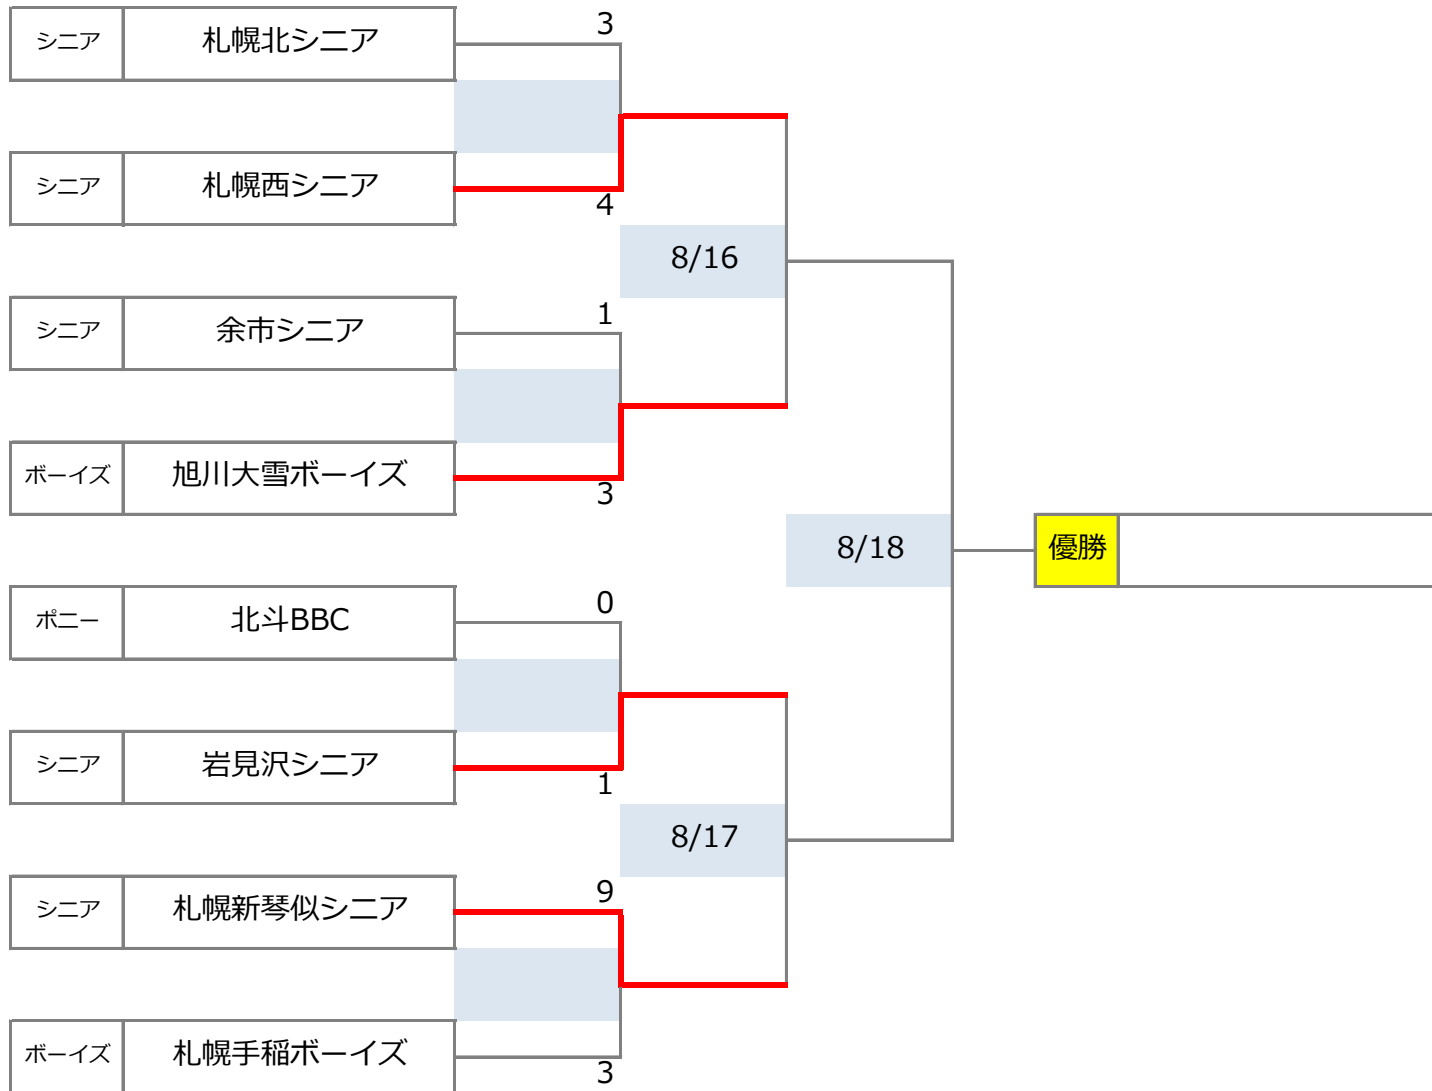 シニア 札幌北シニア 3
シニア 札幌西シニア 4
8/16
シニア 余市シニア 1
ボーイズ 旭川大雪ボーイズ 3
8/18 優勝
ポニー 北斗BBC 0
シニア 岩見沢シニア 1
8/17
シニア 札幌新琴似シニア 9
ボーイズ 札幌手稲ボーイズ 3